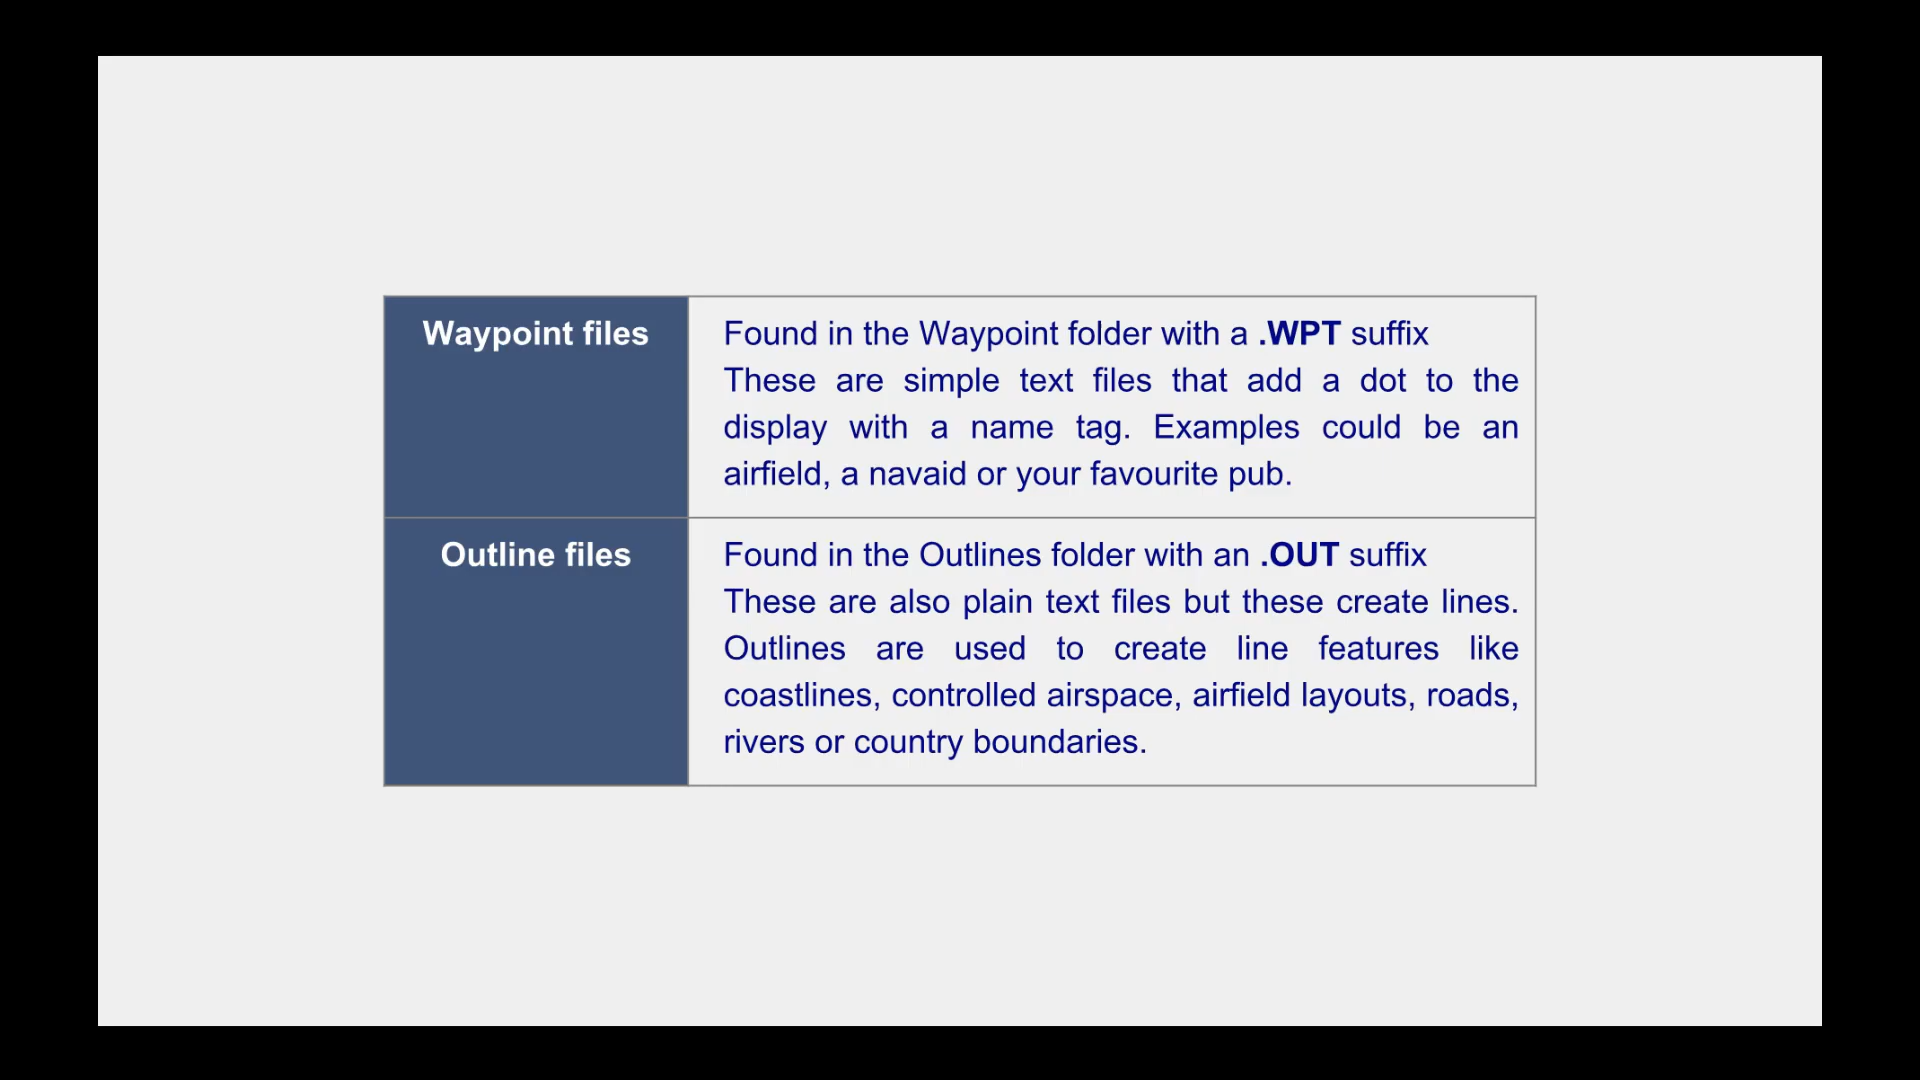 Waypoint files
Found in the Waypoint folder with a .WPT suffix
These are simple text files that add a dot to the
display with a name tag. Examples could be an
airfield, a navaid or your favourite pub.
Outline files
Found in the Outlines folder with an .OUT suffix
These are also plain text files but these create lines.
Outlines are used to create line features like
coastlines, controlled airspace, airfield layouts, roads,
rivers or country boundaries.